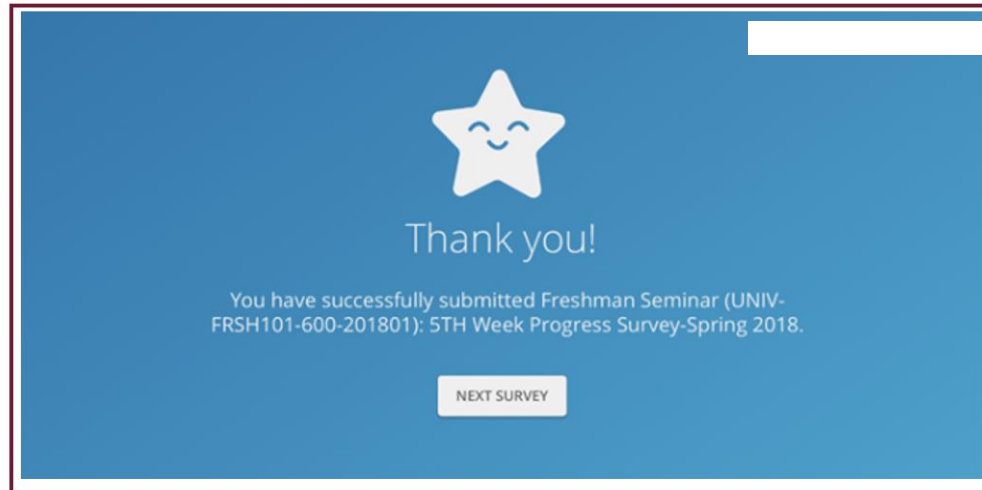 Thank you!
You have successfully submitted Freshman Seminar (UNIV-
FRSH101-600-201801): 5TH Week Progress Survey-Spring 2018.
NEXT SURVEY